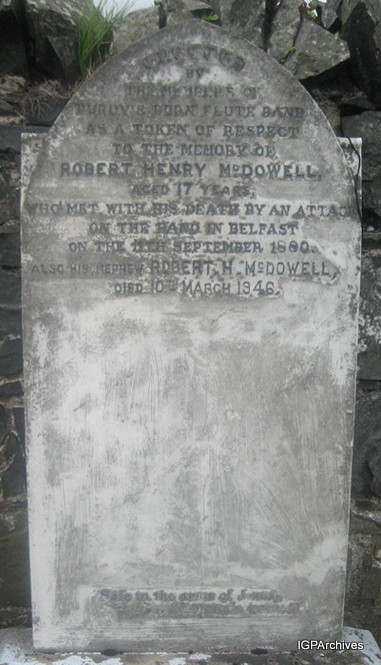 ERECTED
BY
THE MEMBERS OF
BURN FLUTE BAND
AS A TOKEN OF RESPECT
TO THE MEMORY OF
ROBERT HENRY McDOWELL,
AGED 17 YEARS,
WHO MET WITH HIS DEATH BY AN ATTACK
ON THE BAND IN BELFAST
ON THE 11TH SEPTEMBER 1880.
ALSO HIS NEPHEW ROBERT H. McDOWELL
DIED 10TH MARCH 1946.
Safe in the arms of Jesus,
IGPArchives